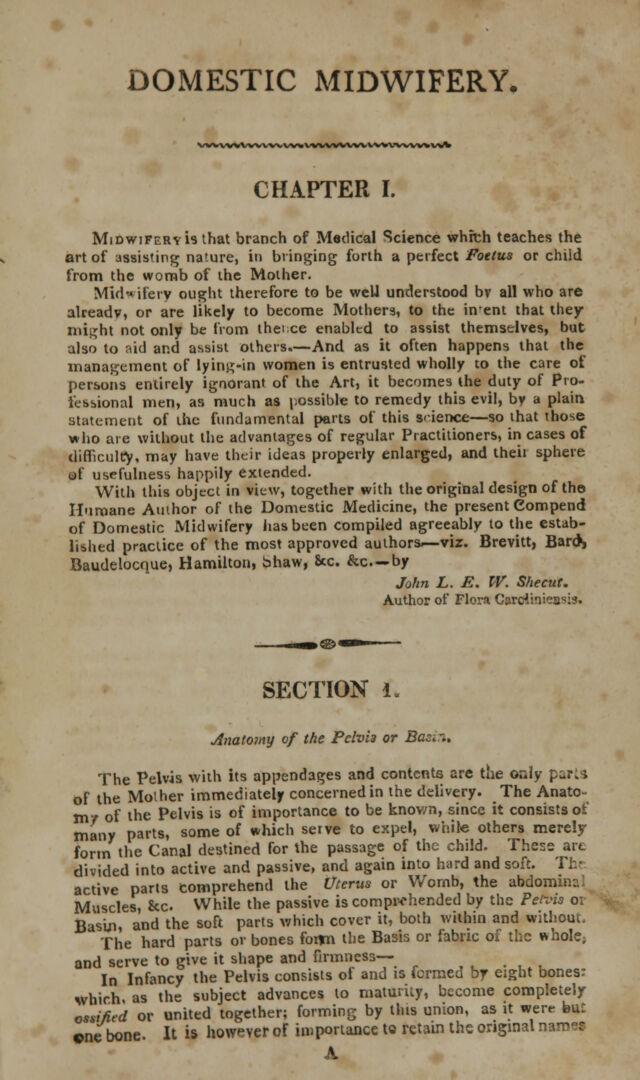 DOMESTIC MIDWIFERY.
CHAPTER I.
MIDWIFERY is that branch of Medical Science which teaches the
art of assisting nature, in bringing forth a perfect Foetus or child
from the womb of the Mother.
Midwifery ought therefore to be well understood by all who are
already, or are likely to become Mothers, to the intent that they
might not only be from thence enabled to assist themselves, but
also to aid and assist others.—And as it often happens that the
management of lying-in women is entrusted wholly to the care of
persons entirely ignorant of the Art, it becomes the duty of Pro-
fessional men, as much as possible to remedy this evil, by a plain
statement of the fundamental parts of this science—so that those
who are without the advantages of regular Practitioners, in cases of
difficulty, may have their ideas properly enlarged, and their sphere
of usefulness happily extended.
With this object in view, together with the original design of the
Humane Author of the Domestic Medicine, the present Compend
of Domestic Midwifery has been compiled agreeably to the estab-
lished practice of the most approved authors—viz. Brevitt, Bard,
Baudelocque, Hamilton, Shaw, &c. &c.—by
John L. E. W. Shecut.
Author of Flora Caroliniensis.
SECTION 1.
Anatomy of the Pelvis or Basin.
The Pelvis with its appendages and contents are the only parts
of the Mother immediately concerned in the delivery. The Anato-
my of the Pelvis is of importance to be known, since it consists of
many parts, some of which serve to expel, while others merely
form the Canal destined for the passage of the child. These are
divided into active and passive, and again into hard and soft. The
active parts comprehend the Uterus or Womb, the abdominal
Muscles, &c. While the passive is comprehended by the Pelvis or
Basin, and the soft parts which cover it, both within and without.
The hard parts or bones form the Basis or fabric of the whole,
and serve to give it shape and firmness—
In Infancy the Pelvis consists of and is formed by eight bones:
which, as the subject advances to maturity, become completely
ossified or united together; forming by this union, as it were but
one bone. It is however of importance to retain the original names
A